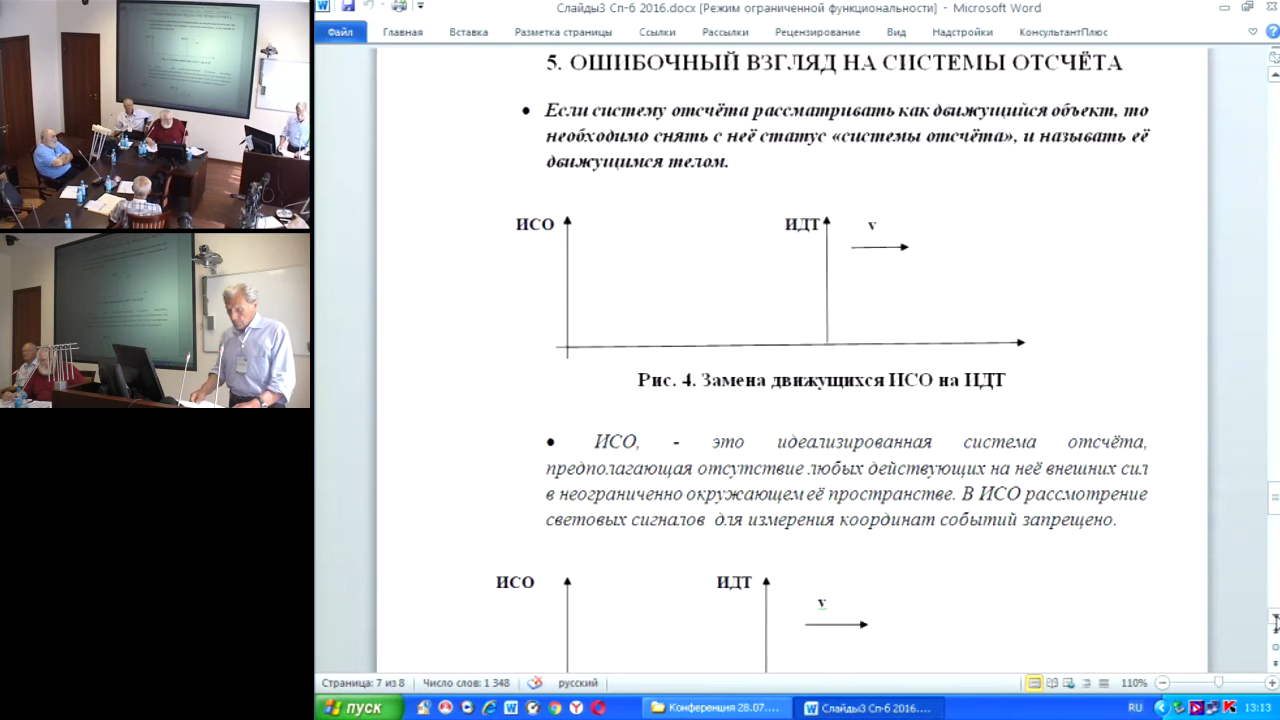 Слайды3 Сп-б 2016.docx [Режим ограниченной функциональности] - Microsoft Word
Файл Главная Вставка Разметка страницы Ссылки Рассылки Рецензирование Вид Надстройки КонсультантПлюс
5. ОШИБОЧНЫЙ ВЗГЛЯД НА СИСТЕМЫ ОТСЧЁТА
• Если систему отсчёта рассматривать как движущийся объект, то
необходимо снять с неё статус «системы отсчёта», и называть её
движущимся телом.
ИСО ИДТ v
Рис. 4. Замена движущихся ИСО на ИДТ
• ИСО, - это идеализированная система отсчёта,
предполагающая отсутствие любых действующих на неё внешних сил
в неограниченно окружающем её пространстве. В ИСО рассмотрение
световых сигналов для измерения координат событий запрещено.
ИСО ИДТ
v
Страница: 7 из 8 Число слов: 1 348 русский 110%
пуск Конференция 28.07.... Слайды3 Сп-б 2016.... RU 13:13